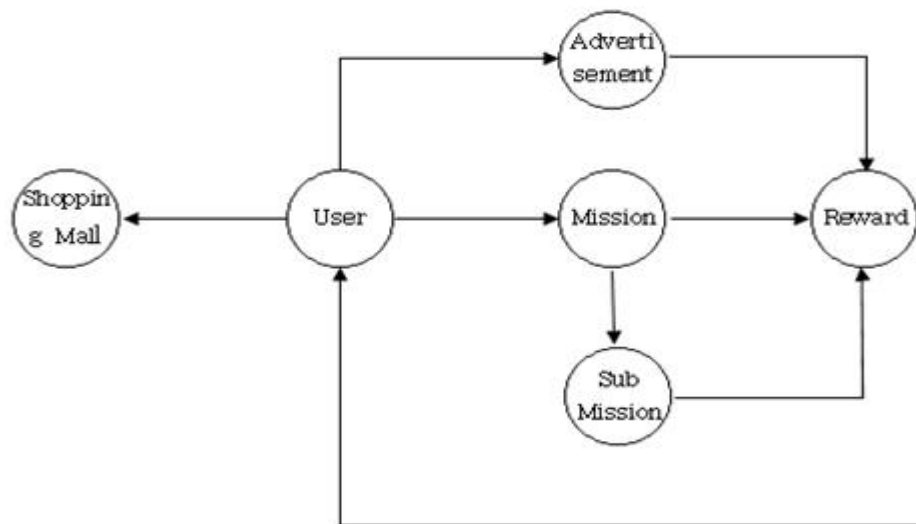 Adverti
sement
Shoppin
g Mall
User
Mission
Reward
Sub
Mission